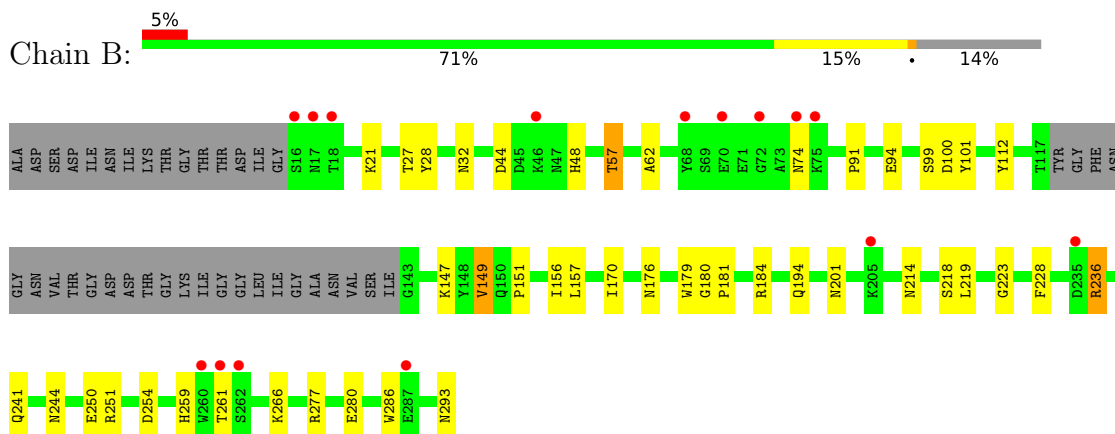 5%
Chain B:
71% 15% • 14%
ALA ASP SER ASP ILE ASN ILE LYS THR GLY THR THR ASP ILE GLY S16 N17 T18 K21 T27 Y28 N32 D44 D45 K46 N47 H48 T57 A62 Y68 S69 E70 E71 G72 A73 N74 K75 P91 E94 S99 D100 Y101 Y112 T117 TYR GLY PHE ASN
GLY ASN VAL THR GLY ASP ASP THR GLY LYS ILE GLY GLY LEU ILE GLY ALA ASN VAL SER ILE G143 K147 Y148 V149 Q150 P151 I156 L157 I170 N176 W179 G180 P181 R184 Q194 N201 K205 N214 S218 L219 G223 F228 D235 R236
Q241 N244 E250 R251 D254 H259 W260 T261 S262 K266 R277 E280 W286 E287 N293